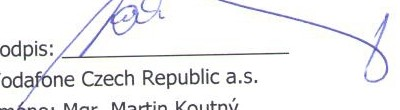 odpis:
odafone Czech Republic a.s.
méno: Mgr. Martin Koutný